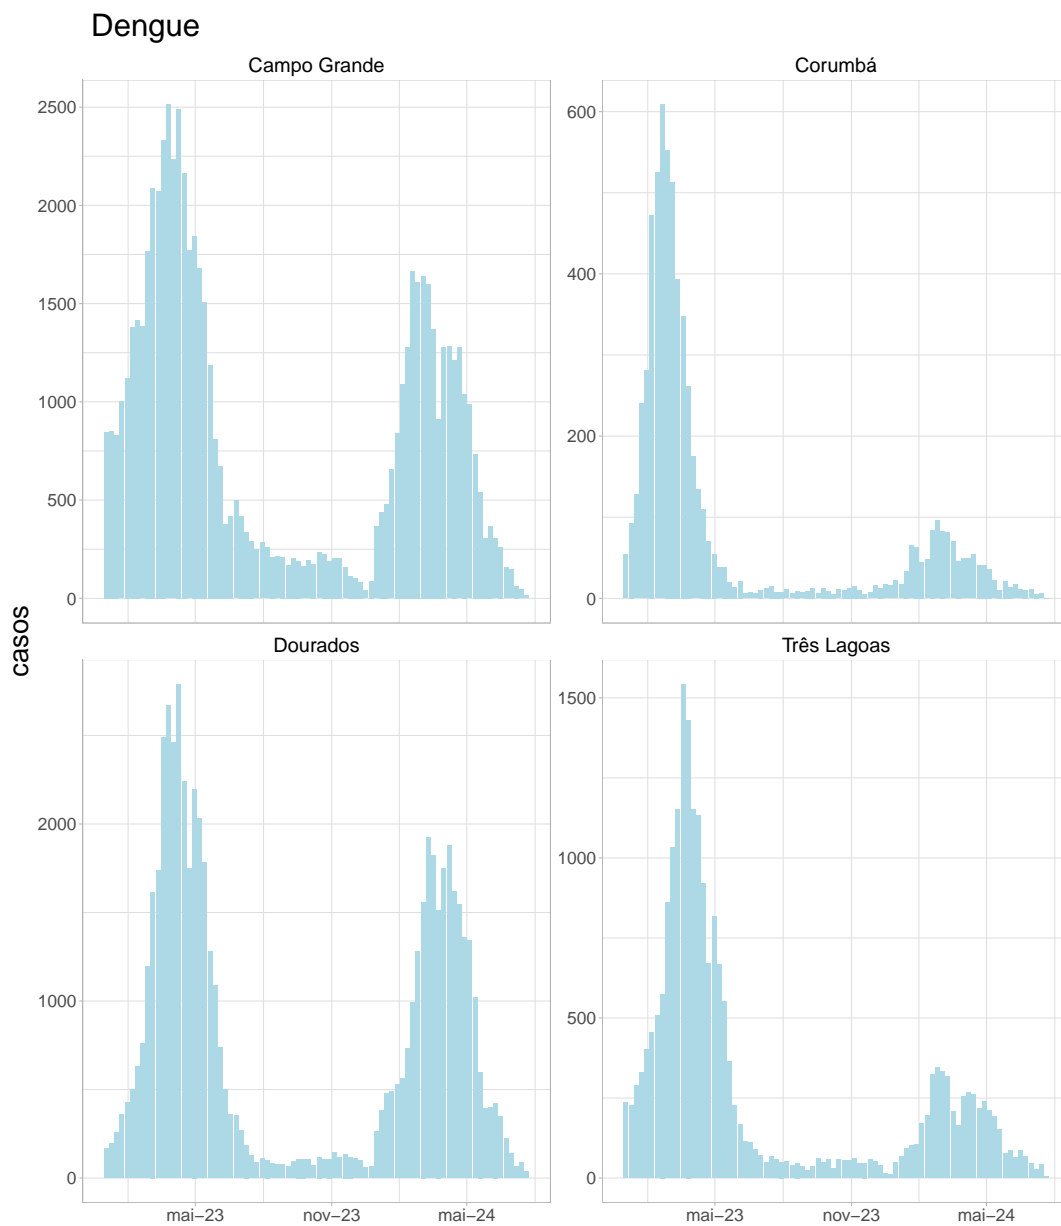 Dengue
Campo Grande
Corumbá
2500
2000
1500
1000
500
0
600
400
200
0
casos
Dourados
Três Lagoas
2000
1000
0
1500
1000
500
0
mai–23
nov–23
mai–24
mai–23
nov–23
mai–24